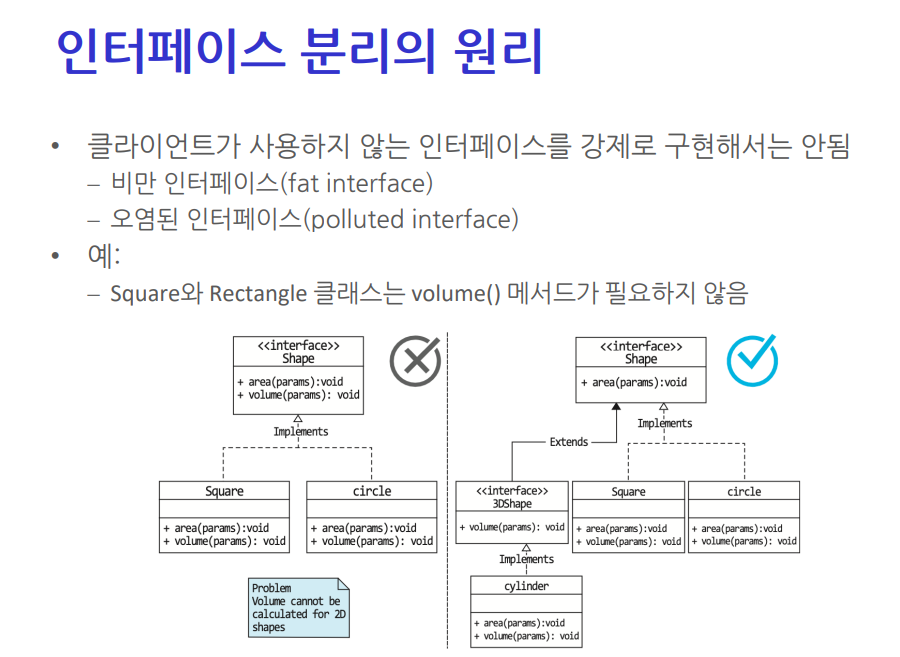 인터페이스 분리의 원리
• 클라이언트가 사용하지 않는 인터페이스를 강제로 구현해서는 안됨
– 비만 인터페이스(fat interface)
– 오염된 인터페이스(polluted interface)
• 예:
– Square와 Rectangle 클래스는 volume() 메서드가 필요하지 않음
<<interface>>
Shape
+ area(params):void
+ volume(params): void
Implements
Square
+ area(params):void
+ volume(params): void
circle
+ area(params):void
+ volume(params): void
Problem
Volume cannot be
calculated for 2D
shapes
<<interface>>
Shape
+ area(params):void
Implements
Extends
<<interface>>
3DShape
+ volume(params): void
Square
+ area(params):void
+ volume(params): void
circle
+ area(params):void
+ volume(params): void
Implements
cylinder
+ area(params):void
+ volume(params): void